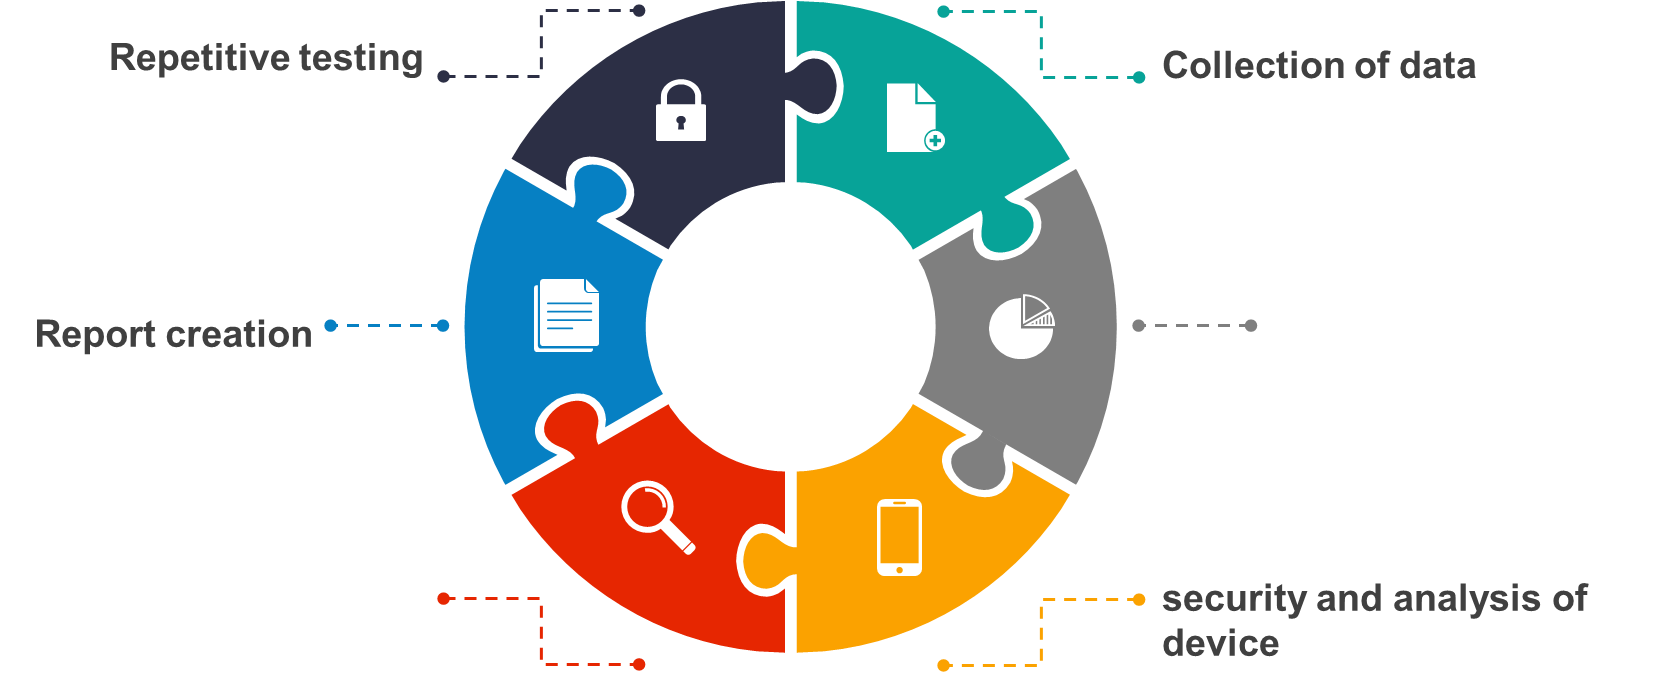 Repetitive testing
Collection of data
Report creation
security and analysis of
device